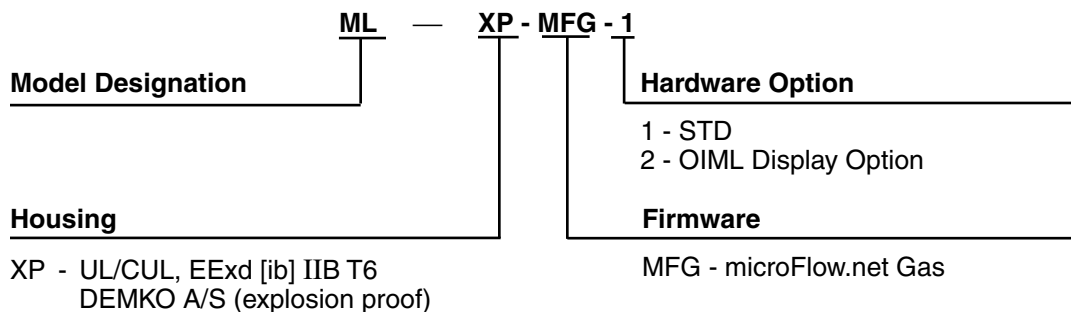 ML — XP - MFG - 1
Model Designation
Hardware Option
1 - STD
2 - OIML Display Option
Housing
Firmware
XP - UL/CUL, EExd [ib] IIB T6
DEMKO A/S (explosion proof)
MFG - microFlow.net Gas